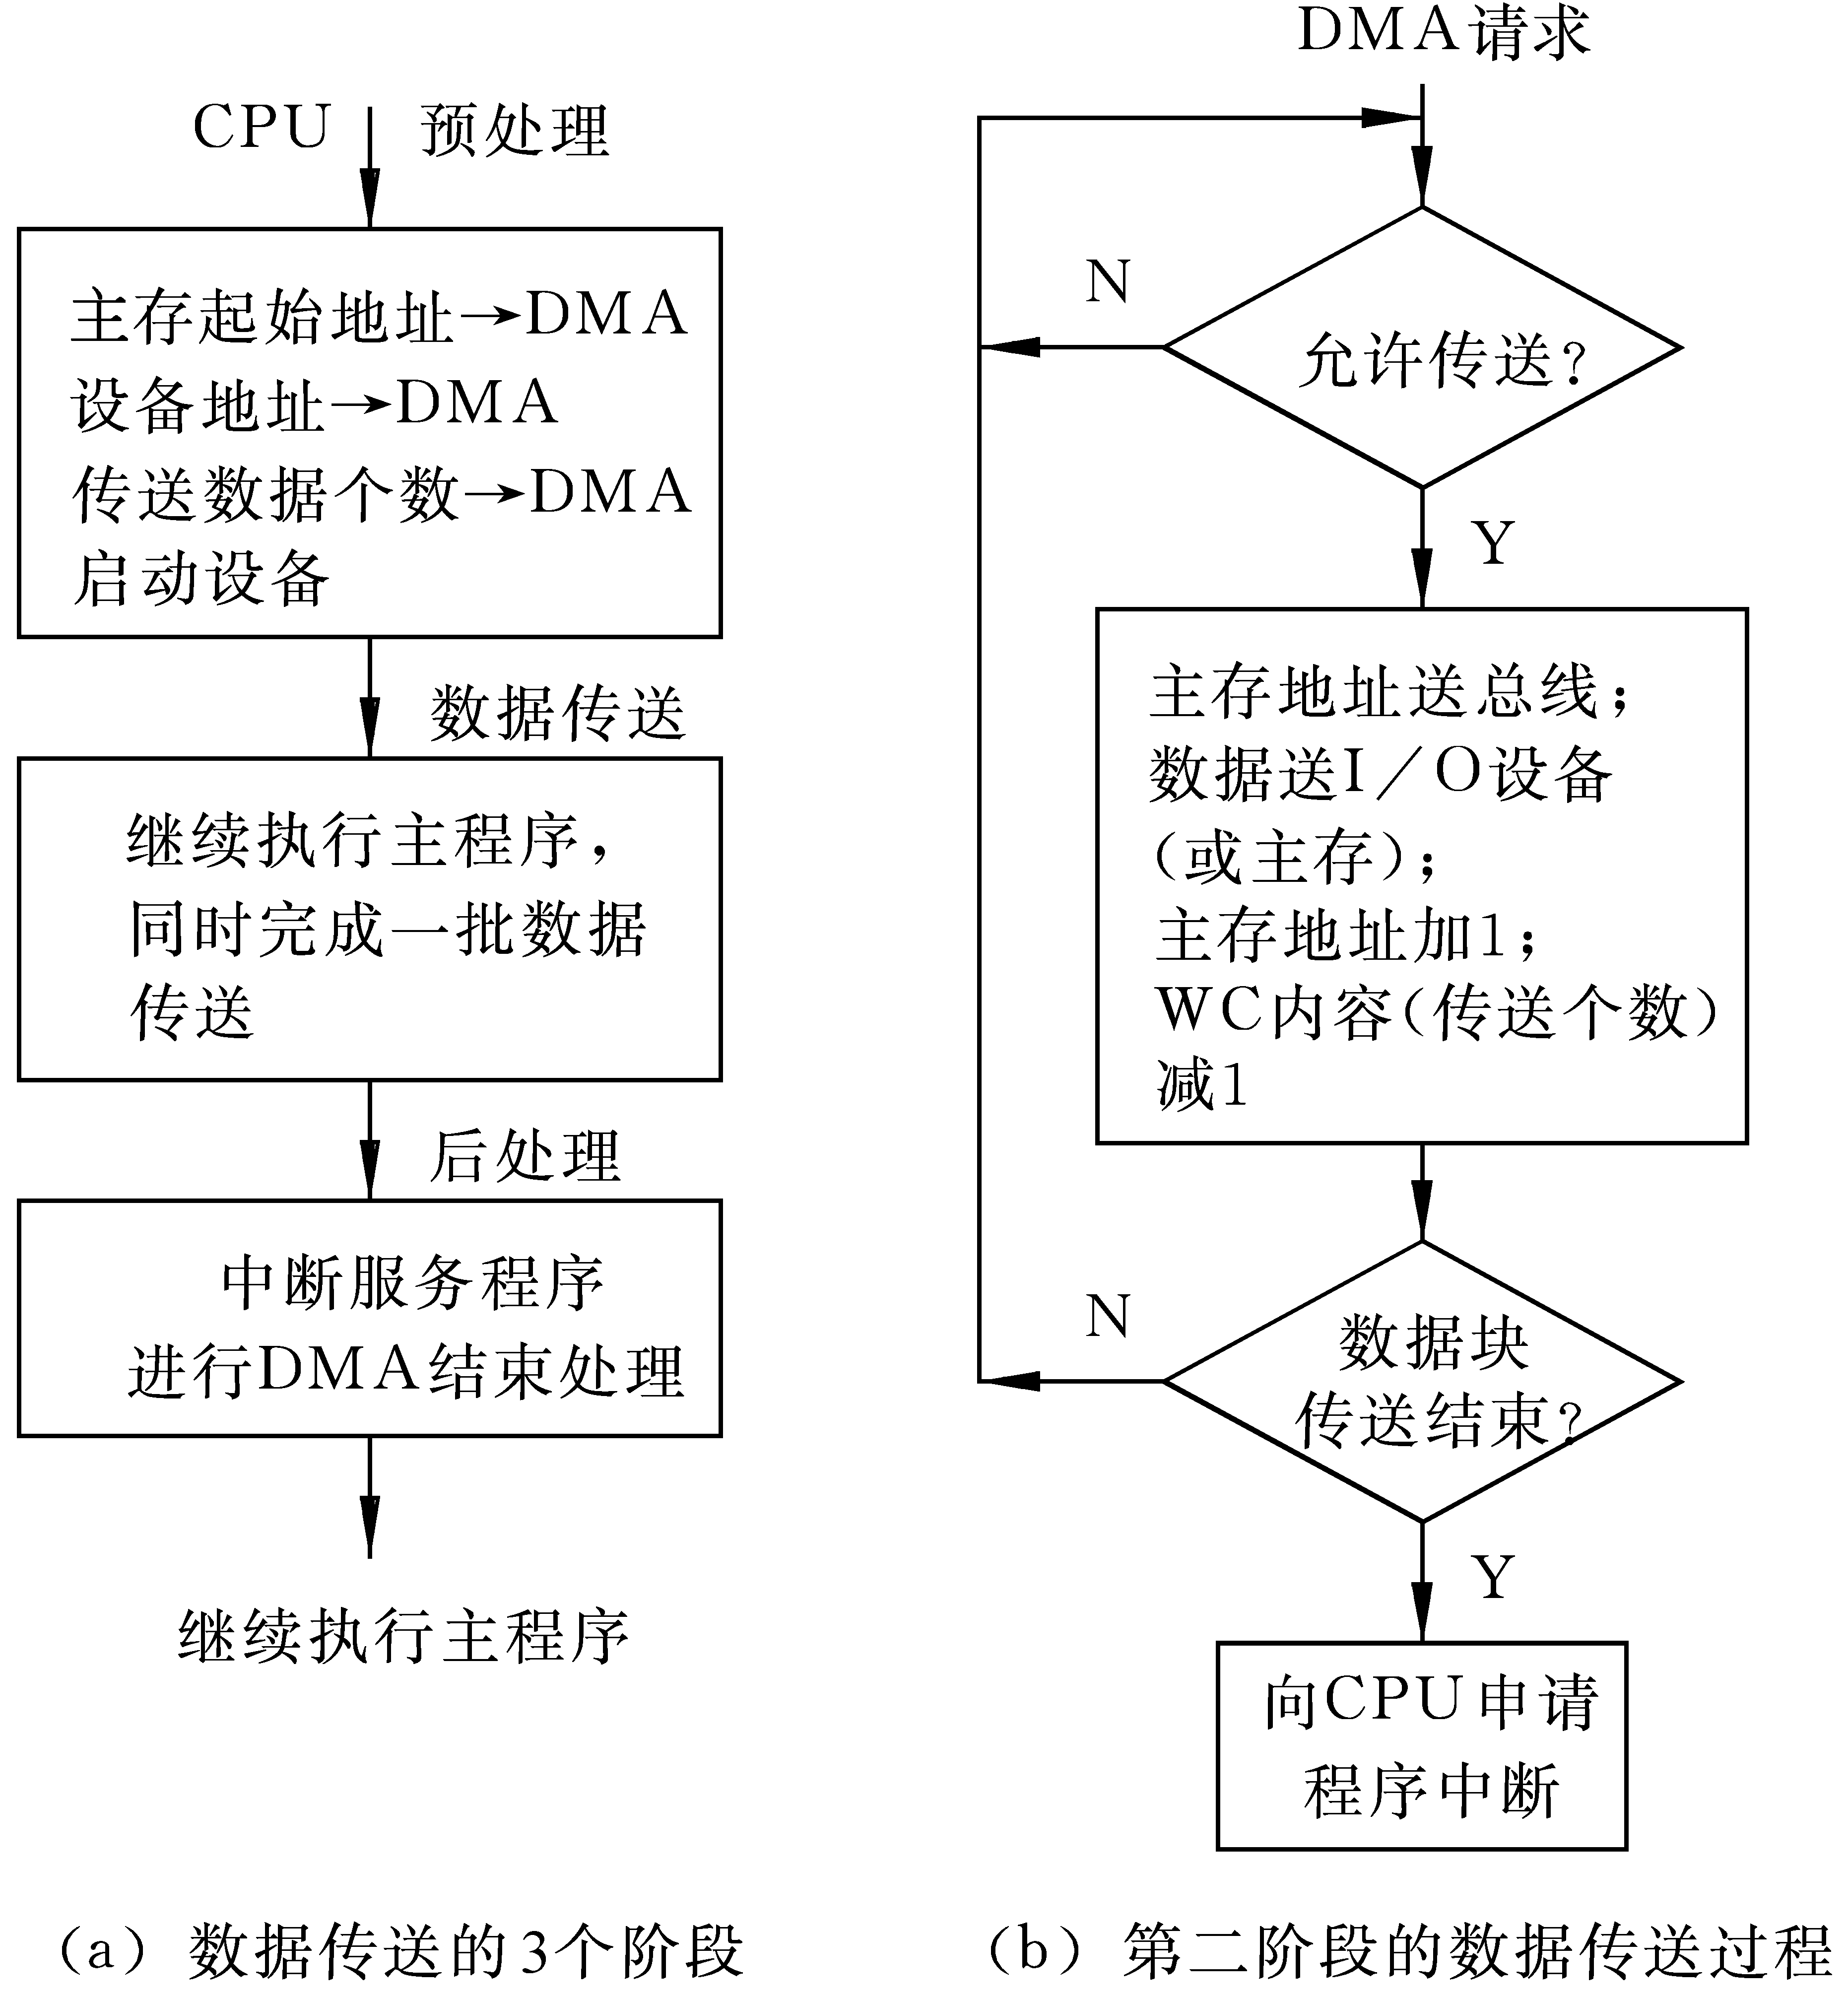 CPU 预处理
主存起始地址→DMA
设备地址→DMA
传送数据个数→DMA
启动设备
数据传送
继续执行主程序，
同时完成一批数据
传送
后处理
中断服务程序
进行DMA结束处理
继续执行主程序
（a）数据传送的3个阶段
DMA请求
N
允许传送?
Y
主存地址送总线；
数据送I／O设备
（或主存）；
主存地址加1；
WC内容（传送个数）
减1
N
数据块
传送结束?
Y
向CPU申请
程序中断
（b）第二阶段的数据传送过程